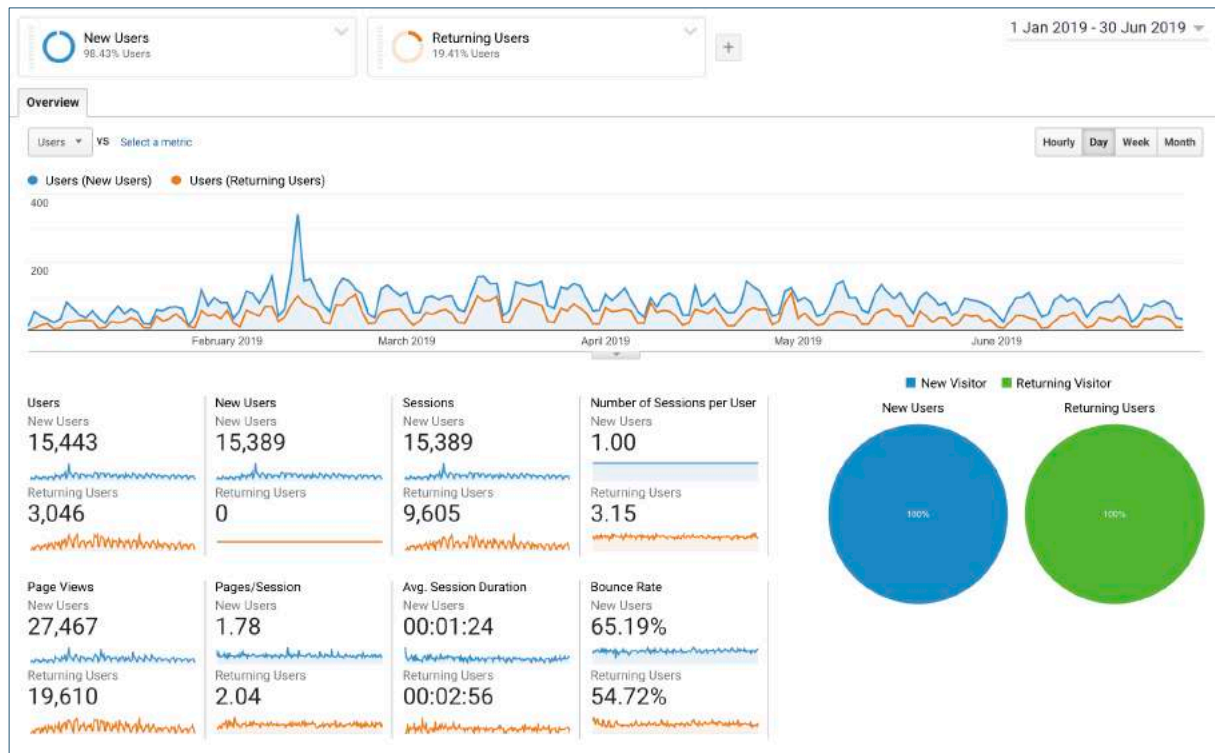 New Users
98.43% Users
Returning Users
19.41% Users
+
1 Jan 2019 - 30 Jun 2019
Overview
Users VS Select a metric
Hourly Day Week Month
Users (New Users) Users (Returning Users)
400
200
February 2019 March 2019 April 2019 May 2019 June 2019
New Visitor Returning Visitor
New Users Returning Users
100% 100%
Users
New Users
15,443
Returning Users
3,046
New Users
New Users
15,389
Returning Users
0
Sessions
New Users
15,389
Returning Users
9,605
Number of Sessions per User
New Users
1.00
Returning Users
3.15
Page Views
New Users
27,467
Returning Users
19,610
Pages/Session
New Users
1.78
Returning Users
2.04
Avg. Session Duration
New Users
00:01:24
Returning Users
00:02:56
Bounce Rate
New Users
65.19%
Returning Users
54.72%